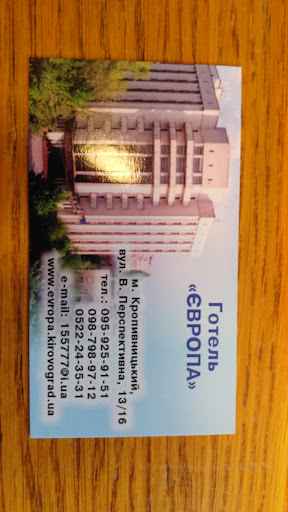 Готель
«ЄВРОПА»
м. Кропивницький,
вул. В. Перспективна, 13/16
тел.: 095-925-91-51
098-798-97-12
0522-24-35-31
e-mail: 155777@i.ua
www.evropa.kirovograd.ua